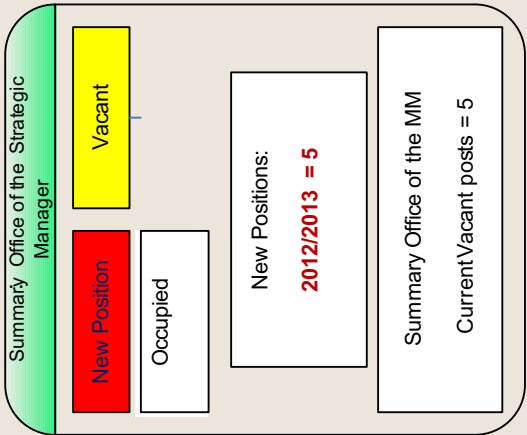 Summary Office of the Strategic
Manager
New Position
Vacant
Occupied
New Positions:
2012/2013 = 5
Summary Office of the MM
Current Vacant posts = 5